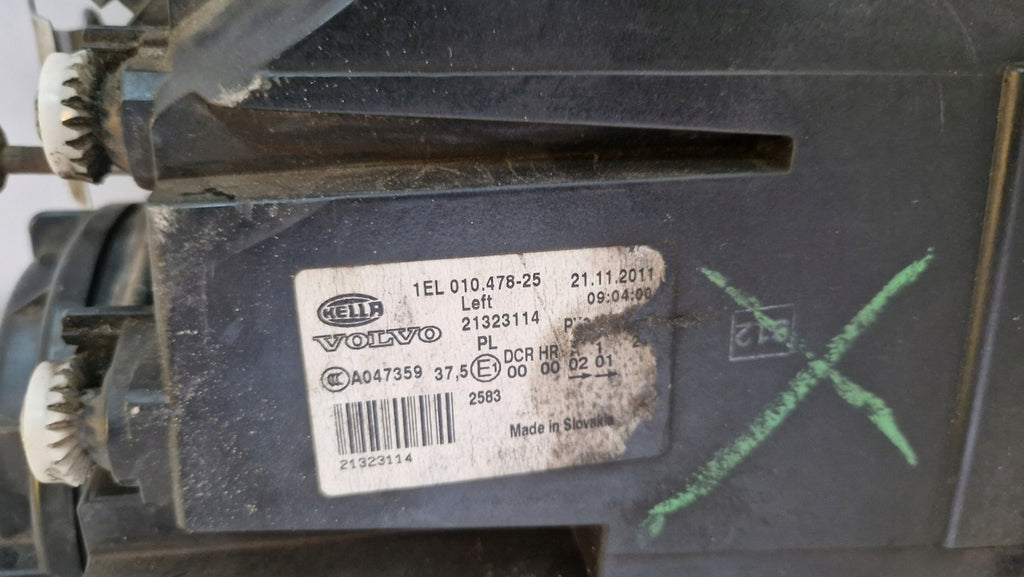 1EL 010.478-25 21.11.2011
HELLA Left 09:04:00
VOLVO 21323114
PL
CCC A047359 37,5 E1 DCR HR
00 00 02 01
2583
Made in Slovakia
21323114